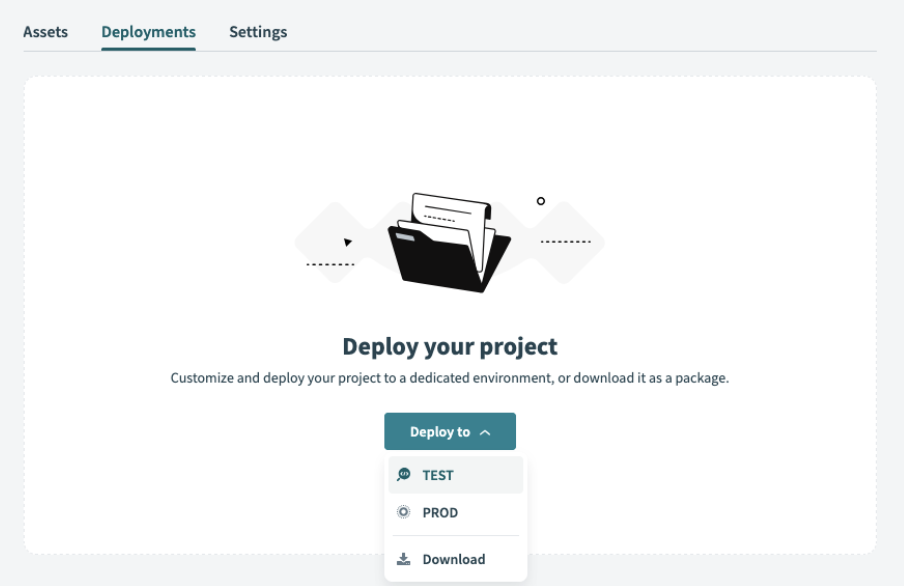 Assets Deployments Settings
Deploy your project
Customize and deploy your project to a dedicated environment, or download it as a package.
Deploy to
TEST
PROD
Download